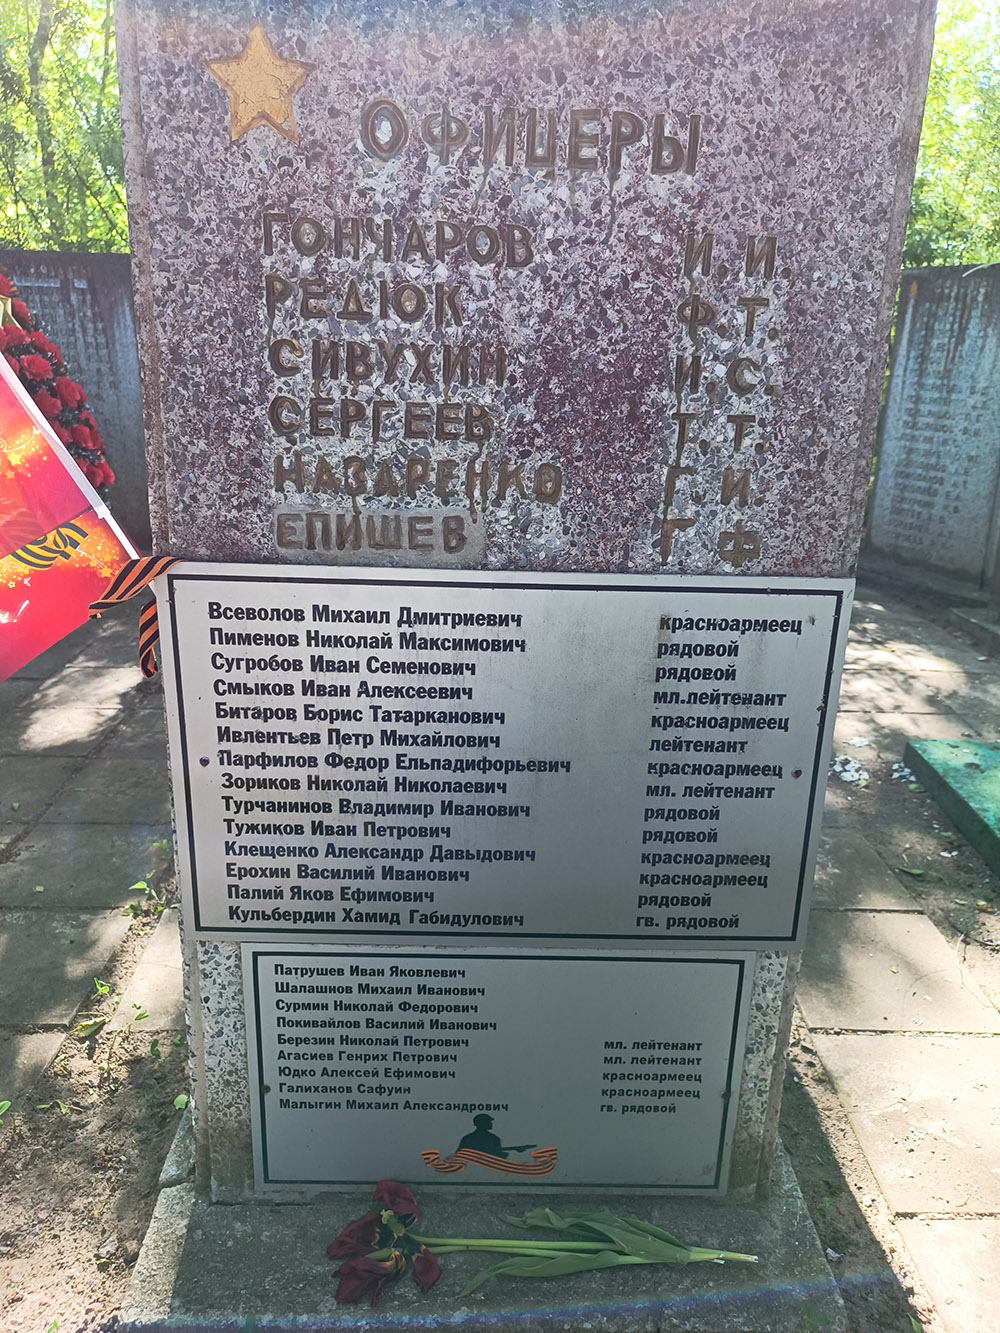 ОФИЦЕРЫ
ГОНЧАРОВ И.И.
РЕДЮК Ф.Т.
СИВУХИН И.С.
СЕРГЕЕВ Т.Т.
НАЗАРЕНКО Г.И.
ЕПИШЕВ Г Ф
Всеволов Михаил Дмитриевич красноармеец
Пименов Николай Максимович рядовой
Сугробов Иван Семенович рядовой
Смыков Иван Алексеевич мл.лейтенант
Битаров Борис Татарканович красноармеец
Ивлентьев Петр Михайлович лейтенант
Парфилов Федор Ельпадифорьевич красноармеец
Зориков Николай Николаевич мл. лейтенант
Турчанинов Владимир Иванович рядовой
Тужиков Иван Петрович рядовой
Клещенко Александр Давыдович красноармеец
Ерохин Василий Иванович красноармеец
Палий Яков Ефимович рядовой
Кульбердин Хамид Габидулович гв. рядовой
Патрушев Иван Яковлевич
Шалашнов Михаил Иванович
Сурмин Николай Федорович
Покивайлов Василий Иванович
Березин Николай Петрович мл. лейтенант
Агасиев Генрих Петрович мл. лейтенант
Юдко Алексей Ефимович красноармеец
Галиханов Сафуин красноармеец
Малыгин Михаил Александрович гв. рядовой